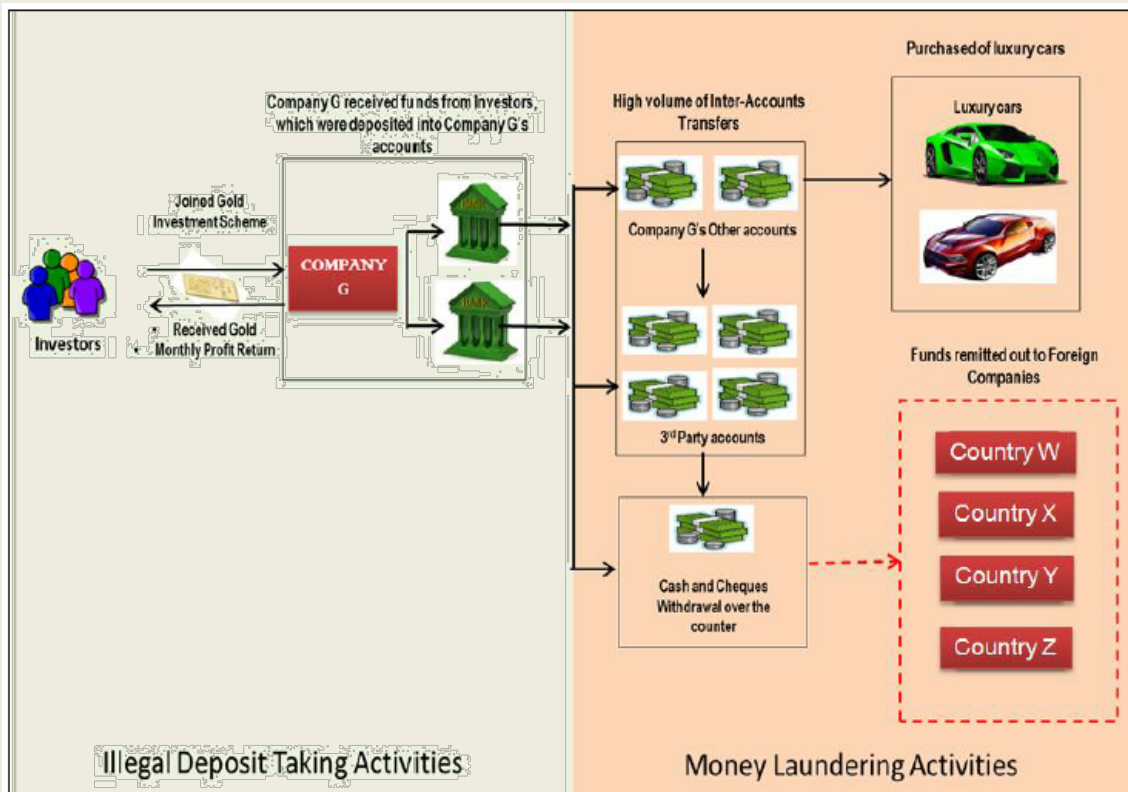 Company G received funds from Investors,
which were deposited into Company G's
accounts
Joined Gold
Investment Scheme
COMPANY
G
BANK
BANK
Investors
• Received Gold
• Monthly Profit Return
Illegal Deposit Taking Activities
High volume of Inter-Accounts
Transfers
Company G's Other accounts
3rd Party accounts
Cash and Cheques
Withdrawal over the
counter
Purchased of luxury cars
Luxury cars
Funds remitted out to Foreign
Companies
Country W
Country X
Country Y
Country Z
Money Laundering Activities